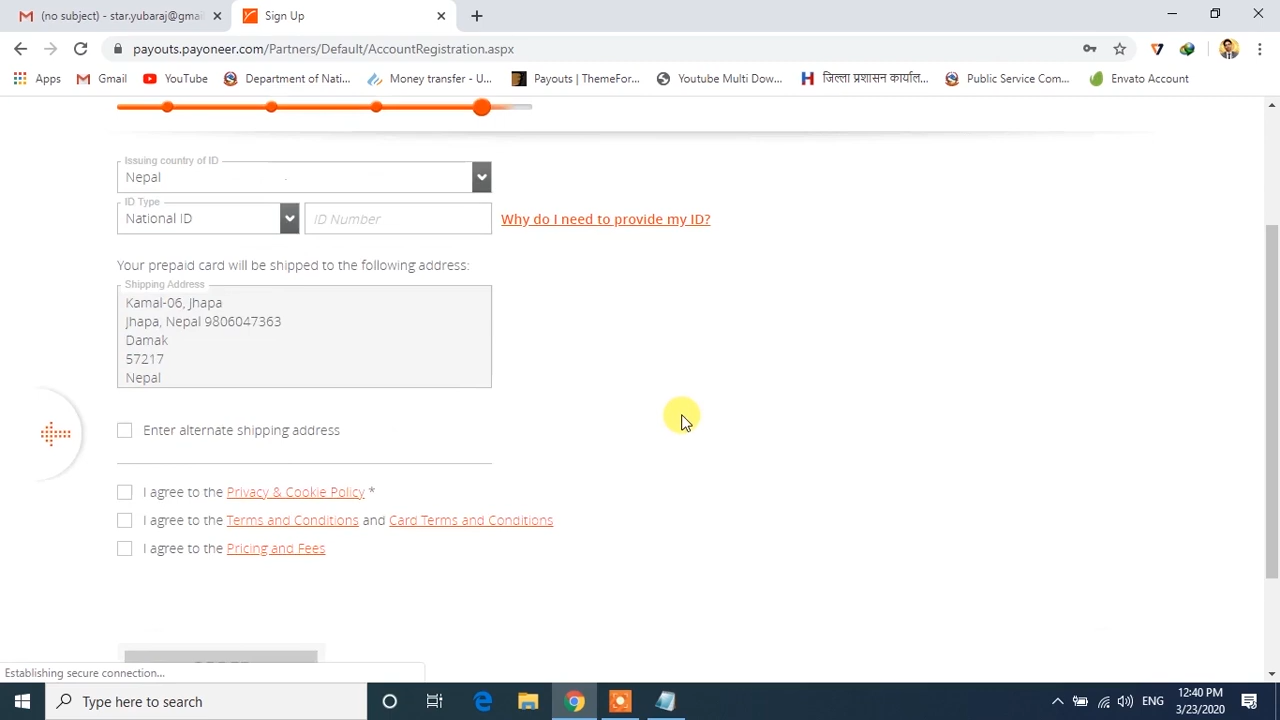 (no subject) - star.yubaraj@gmai
Sign Up
payouts.payoneer.com/Partners/Default/AccountRegistration.aspx
Apps
Gmail
YouTube
Department of Nati...
Money transfer - U...
Payouts | ThemeFor...
Youtube Multi Dow...
जिल्ला प्रशासन कार्याल...
Public Service Com...
Envato Account
Issuing country of ID
Nepal
ID Type
National ID
ID Number
Why do I need to provide my ID?
Your prepaid card will be shipped to the following address:
Shipping Address
Kamal-06, Jhapa
Jhapa, Nepal 9806047363
Damak
57217
Nepal
Enter alternate shipping address
I agree to the Privacy & Cookie Policy *
I agree to the Terms and Conditions and Card Terms and Conditions
I agree to the Pricing and Fees
Establishing secure connection...
Type here to search
ENG
12:40 PM
3/23/2020